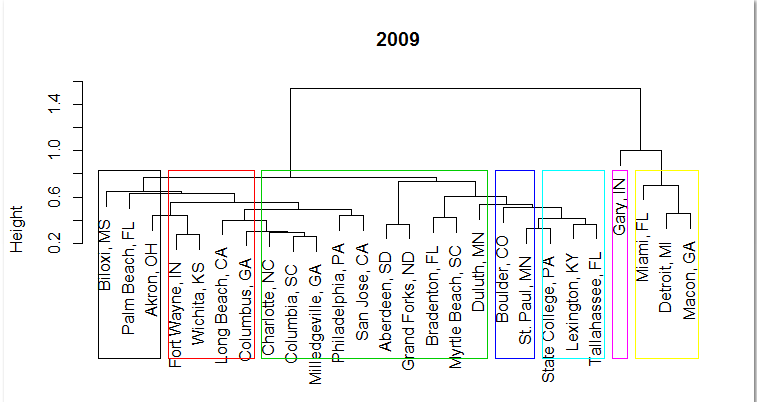 2009
Height
1.4
1.0
0.6
0.2
Biloxi, MS
Palm Beach, FL
Akron, OH
Fort Wayne, IN
Wichita, KS
Long Beach, CA
Columbus, GA
Charlotte, NC
Columbia, SC
Milledgeville, GA
Philadelphia, PA
San Jose, CA
Aberdeen, SD
Grand Forks, ND
Bradenton, FL
Myrtle Beach, SC
Duluth, MN
Boulder, CO
St. Paul, MN
State College, PA
Lexington, KY
Tallahassee, FL
Gary, IN
Miami, FL
Detroit, MI
Macon, GA